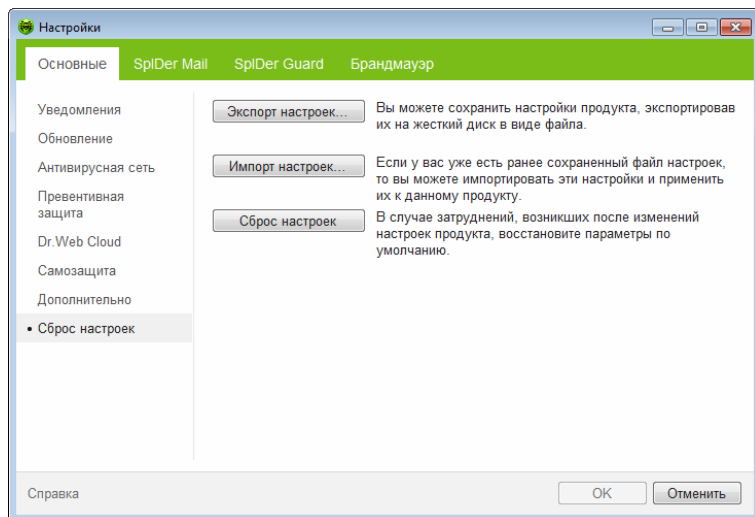 Настройки
Основные SpIDer Mail SpIDer Guard Брандмауэр
Уведомления
Обновление
Антивирусная сеть
Превентивная
защита
Dr.Web Cloud
Самозащита
Дополнительно
• Сброс настроек
Экспорт настроек...
Вы можете сохранить настройки продукта, экспортировав
их на жесткий диск в виде файла.
Импорт настроек...
Если у вас уже есть ранее сохраненный файл настроек,
то вы можете импортировать эти настройки и применить
их к данному продукту.
Сброс настроек
В случае затруднений, возникших после изменений
настроек продукта, восстановите параметры по
умолчанию.
Справка
OK
Отменить